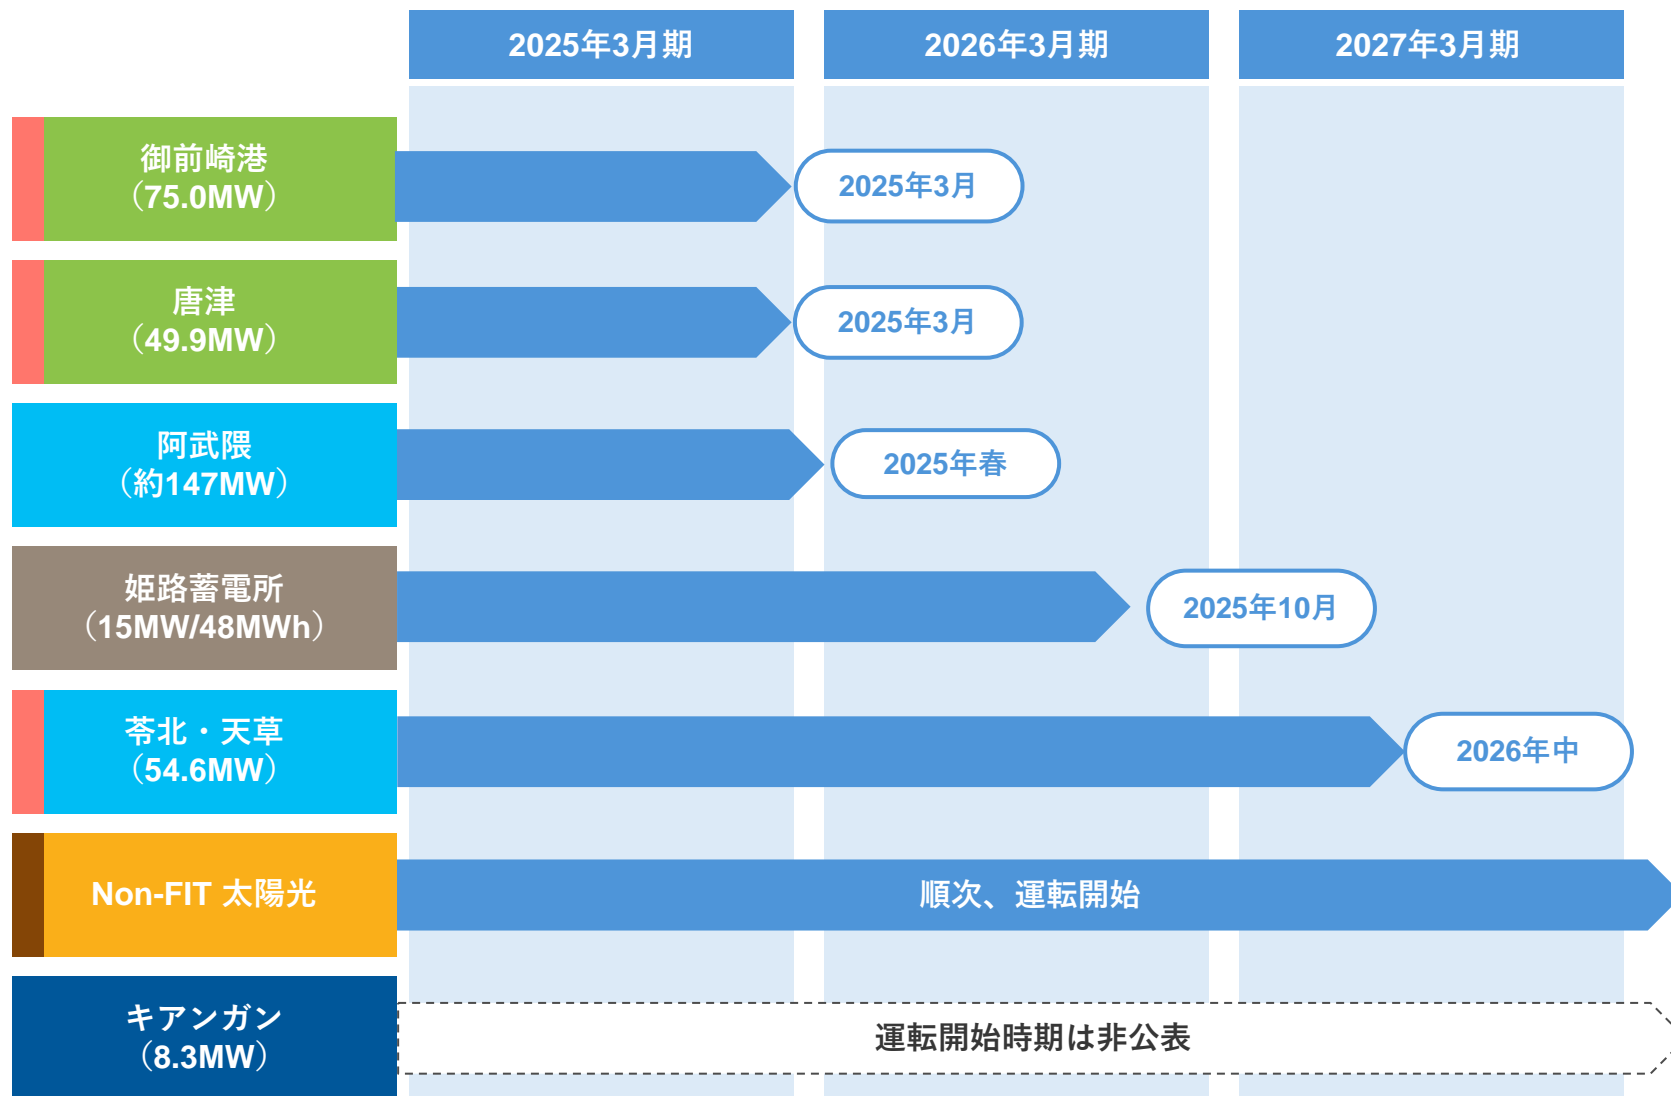 2025年3月期
2026年3月期
2027年3月期
御前崎港
（75.0MW）
2025年3月
唐津
（49.9MW）
2025年3月
阿武隈
（約147MW）
2025年春
姫路蓄電所
（15MW/48MWh）
2025年10月
苓北・天草
（54.6MW）
2026年中
Non-FIT 太陽光
順次、運転開始
キアンガン
（8.3MW）
運転開始時期は非公表